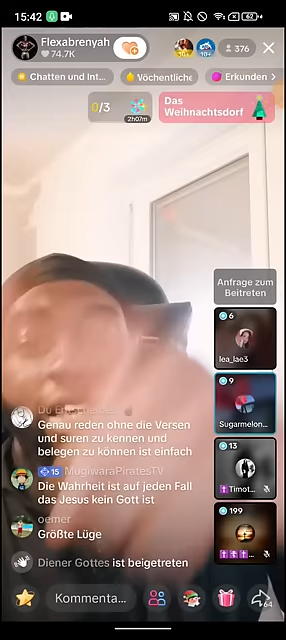 15:42
62
Flexabrenyah
74.7K
376
Chatten und Int...
Wöchentliche
Erkunden
0/3
2h07m
Das
Weihnachtsdorf
Anfrage zum
Beitreten
6
lea_lae3
9
Sugarmelon...
13
Timot...
199
Genau reden ohne die Versen
und suren zu kennen und
belegen zu können ist einfach
15 MugiwaraPiratesTV
Die Wahrheit ist auf jeden Fall
das Jesus kein Gott ist
oemer
Größte Lüge
Diener Gottes ist beigetreten
Kommenta...
64